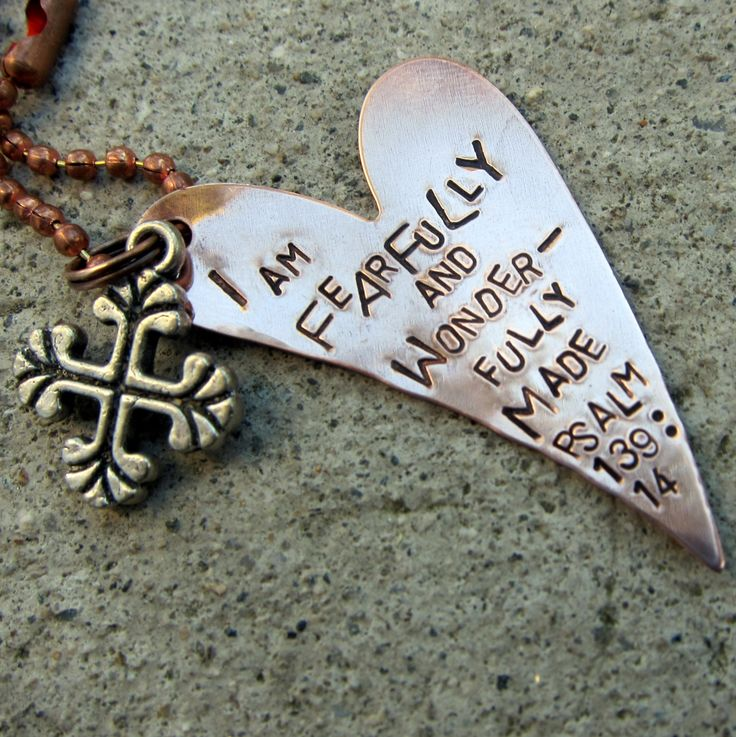 I AM
FEARFULLY
AND
WONDER-
FULLY
MADE
PSALM
139:
14